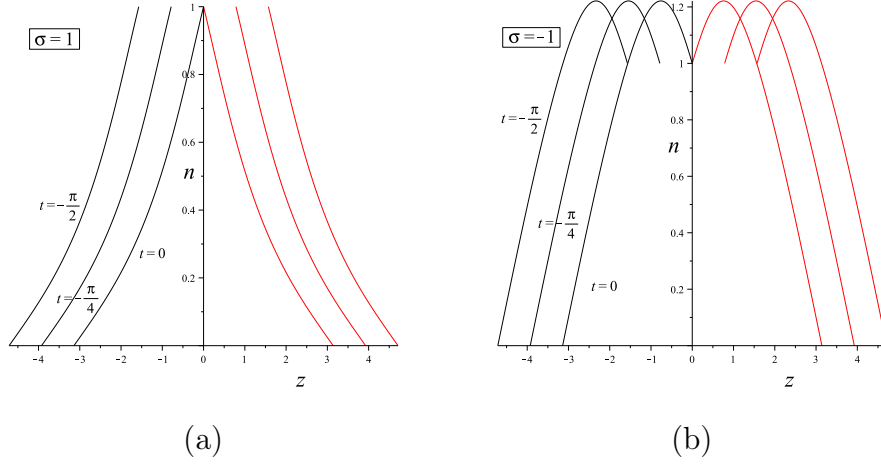 σ = 1
1
0.8
0.6
n
0.4
0.2
t = -π/2
t = 0
t = -π/4
-4 -3 -2 -1 0 1 2 3 4
z
(a)
σ = -1
1.2
1
0.8
n
0.6
0.4
0.2
t = -π/2
t = -π/4
t = 0
-4 -3 -2 -1 0 1 2 3 4
z
(b)